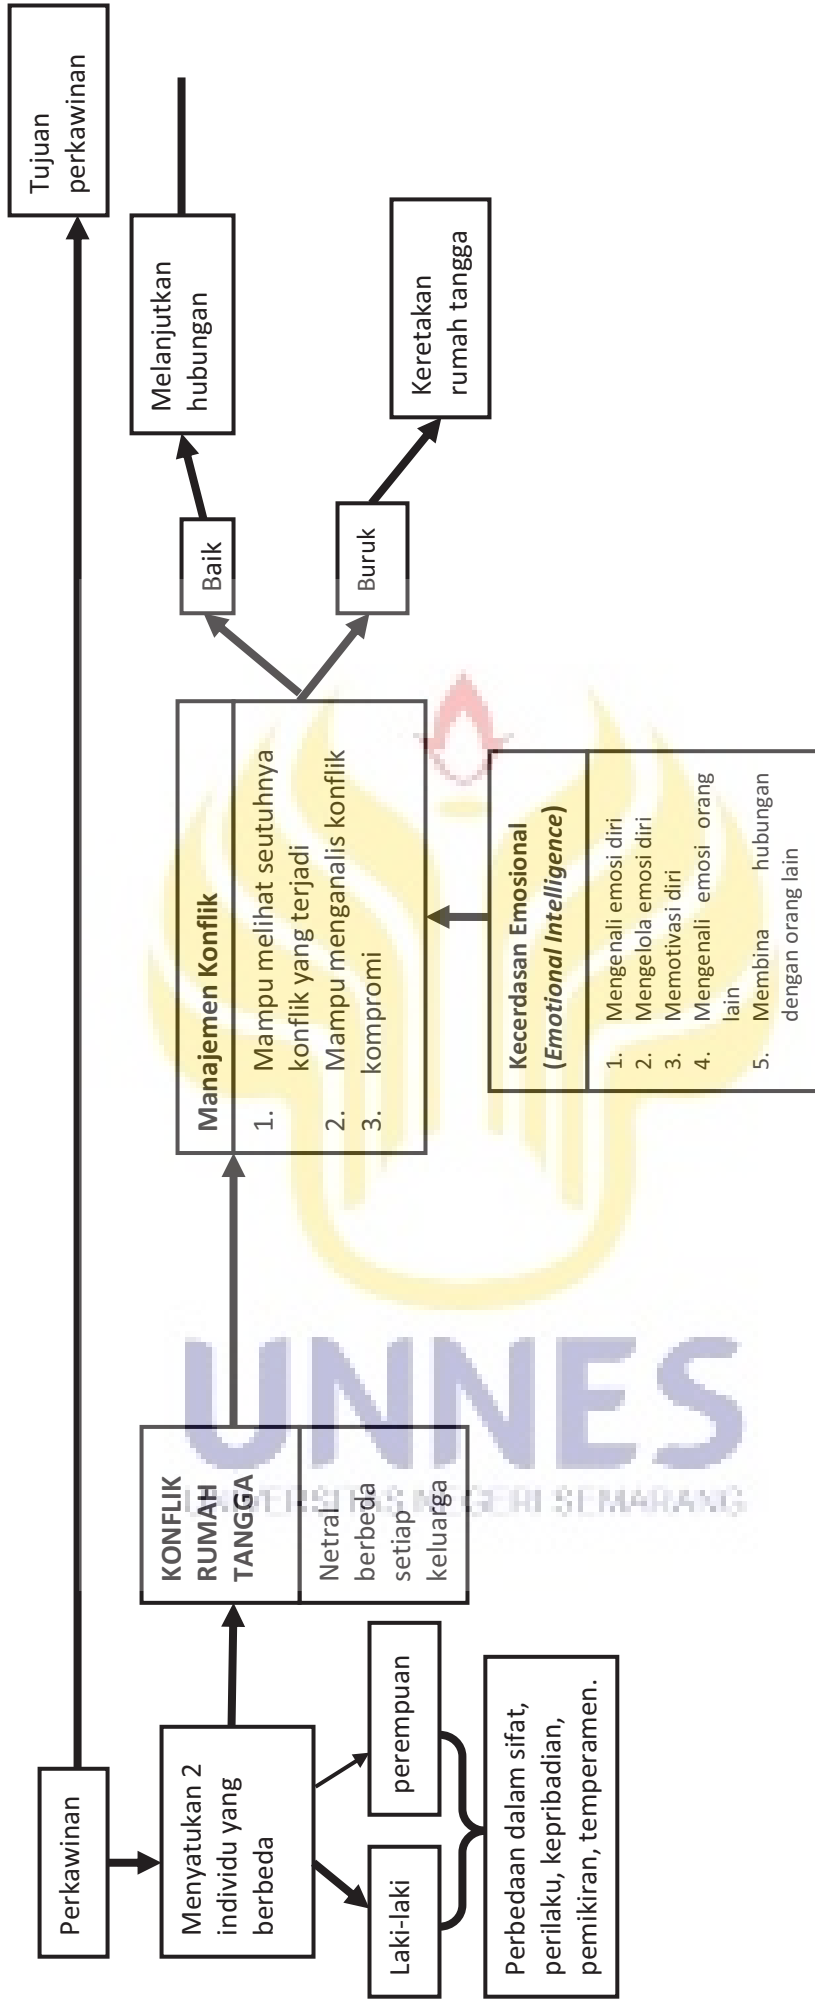 Perkawinan
Tujuan
perkawinan
Menyatukan 2
individu yang
berbeda
Laki-laki
perempuan
Perbedaan dalam sifat,
perilaku, kepribadian,
pemikiran, temperamen.
KONFLIK
RUMAH
TANGGA
Netral
berbeda
setiap
keluarga
Manajemen Konflik
1. Mampu melihat seutuhnya
konflik yang terjadi
2. Mampu menganalis konflik
3. kompromi
Kecerdasan Emosional
(Emotional Intelligence)
1. Mengenali emosi diri
2. Mengelola emosi diri
3. Memotivasi diri
4. Mengenali emosi orang
lain
5. Membina hubungan
dengan orang lain
Baik
Buruk
Melanjutkan
hubungan
Keretakan
rumah tangga
UNNES
UNIVERSITAS NEGERI SEMARANG